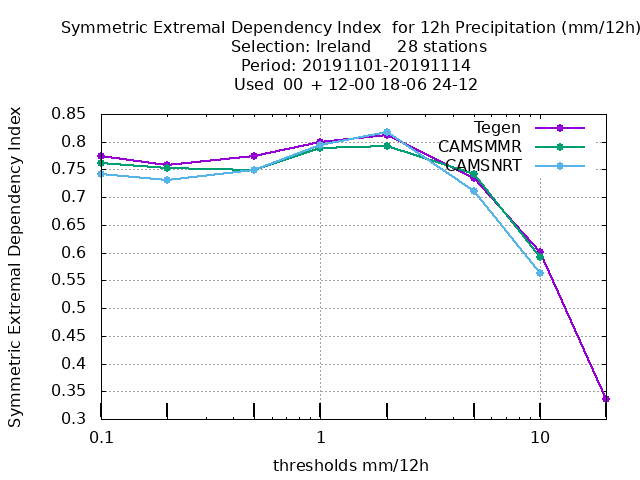 Symmetric Extremal Dependency Index  for 12h Precipitation (mm/12h)
Selection: Ireland     28 stations
Period: 20191101-20191114
Used  00  + 12-00 18-06 24-12
Symmetric Extremal Dependency Index
0.85
0.8
0.75
0.7
0.65
0.6
0.55
0.5
0.45
0.4
0.35
0.3
Tegen
CAMSMMR
CAMSNRT
0.1
1
10
thresholds mm/12h